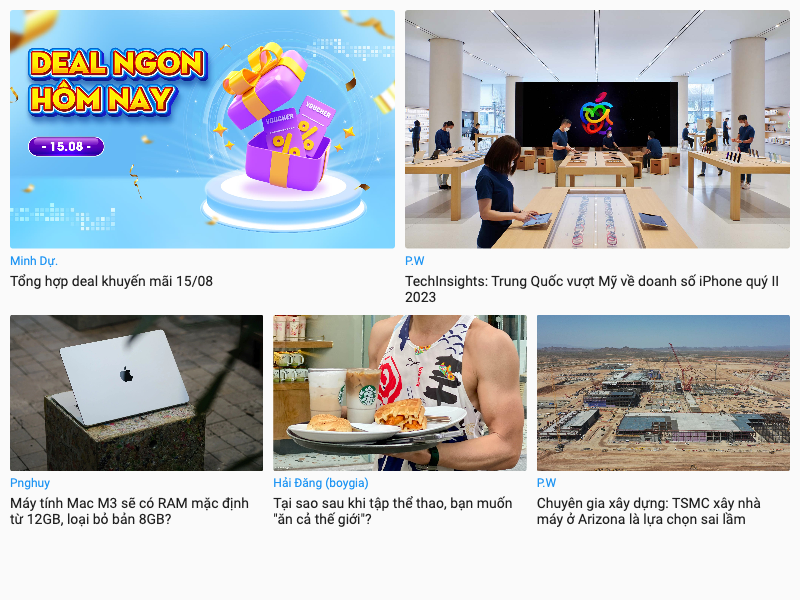 DEAL NGON
HÔM NAY
- 15.08 -
VOUCHER
VOUCHER
Minh Dự.
Tổng hợp deal khuyến mãi 15/08
P.W
TechInsights: Trung Quốc vượt Mỹ về doanh số iPhone quý II
2023
Pnghuy
Máy tính Mac M3 sẽ có RAM mặc định
từ 12GB, loại bỏ bản 8GB?
Hải Đăng (boygia)
Tại sao sau khi tập thể thao, bạn muốn
"ăn cả thế giới"?
P.W
Chuyên gia xây dựng: TSMC xây nhà
máy ở Arizona là lựa chọn sai lầm